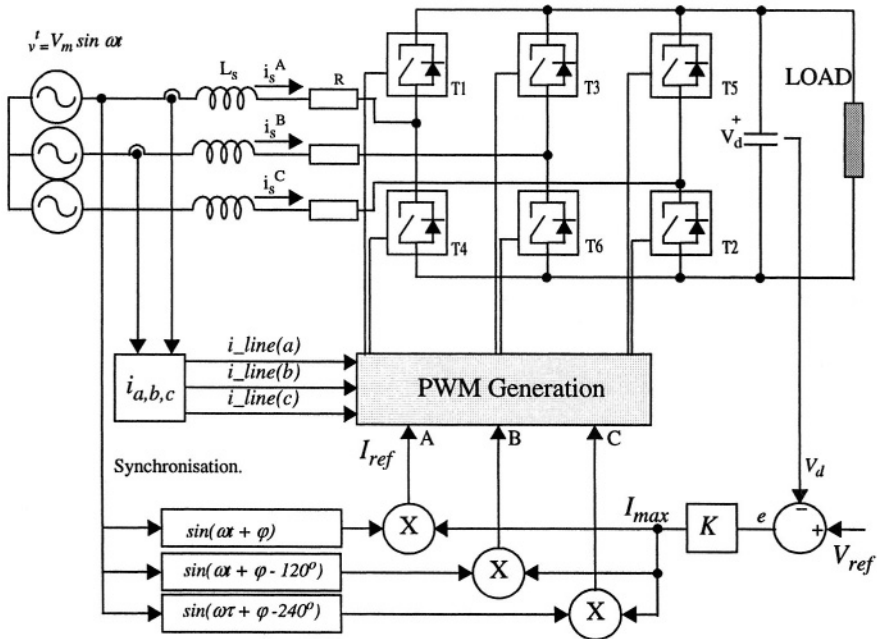 v^t=V_m sin ωt
L_s
i_s^A
R
T1
T3
T5
LOAD
i_s^B
+
V_d
i_s^C
T4
T6
T2
i_line(a)
i_line(b)
i_line(c)
i_a,b,c
PWM Generation
I_ref
A
B
C
Synchronisation.
V_d
sin(ωt + φ)
X
I_max
K
e
−
+
V_ref
sin(ωt + φ - 120°)
X
sin(ωτ + φ -240°)
X